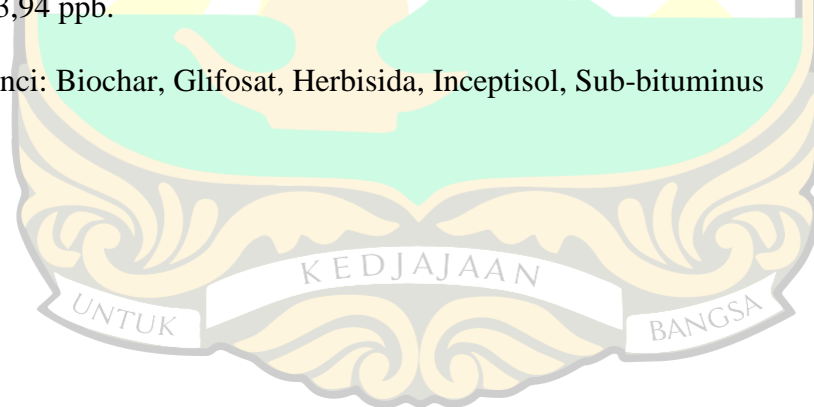 3,94 ppb.
nci: Biochar, Glifosat, Herbisida, Inceptisol, Sub-bituminus
KEDJAJAAN
UNTUK
BANGSA